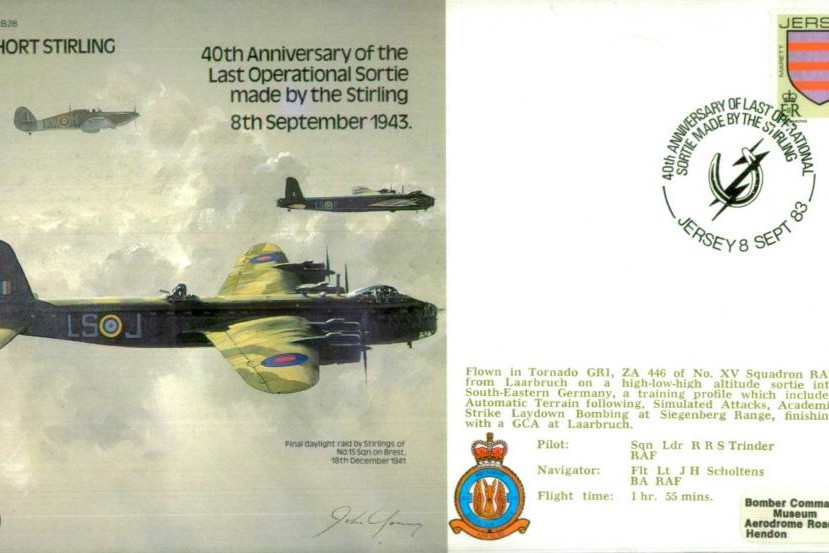 B28
HORT STIRLING
40th Anniversary of the
Last Operational Sortie
made by the Stirling
8th September 1943.
LS J
Final daylight raid by Stirlings of
No.15 Sqn on Brest.
18th December 1941
JERSE
MARETT
40th ANNIVERSARY OF LAST OPERATIONAL
SORTIE MADE BY THE STIRLING
JERSEY 8 SEPT 83
Flown in Tornado GR1, ZA 446 of No. XV Squadron RA
from Laarbruch on a high-low-high altitude sortie int
South-Eastern Germany, a training profile which include
Automatic Terrain following, Simulated Attacks, Academi
Strike Laydown Bombing at Siegenberg Range, finishin
with a GCA at Laarbruch.
Pilot: Sqn Ldr R R S Trinder
RAF
Navigator: Flt Lt J H Scholtens
BA RAF
Flight time: 1 hr. 55 mins.
Bomber Comma
Museum
Aerodrome Road
Hendon